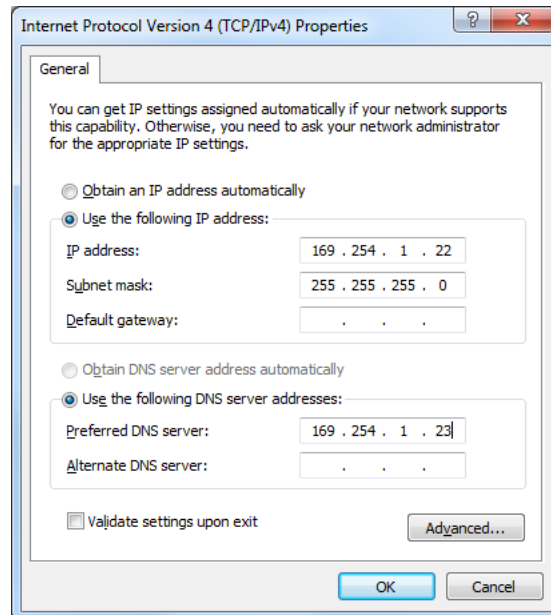 Internet Protocol Version 4 (TCP/IPv4) Properties
General
You can get IP settings assigned automatically if your network supports
this capability. Otherwise, you need to ask your network administrator
for the appropriate IP settings.
Obtain an IP address automatically
Use the following IP address:
IP address: 169 . 254 . 1 . 22
Subnet mask: 255 . 255 . 255 . 0
Default gateway: . . .
Obtain DNS server address automatically
Use the following DNS server addresses:
Preferred DNS server: 169 . 254 . 1 . 23
Alternate DNS server: . . .
Validate settings upon exit
Advanced...
OK Cancel